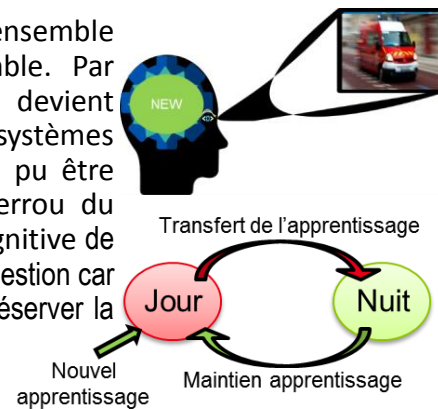 ensemble
able. Par
devient
systèmes
pu être
errou du
gnitive de
estion car
éserver la
NEW
Transfert de l'apprentissage
Jour
Nuit
Nouvel
apprentissage
Maintien apprentissage